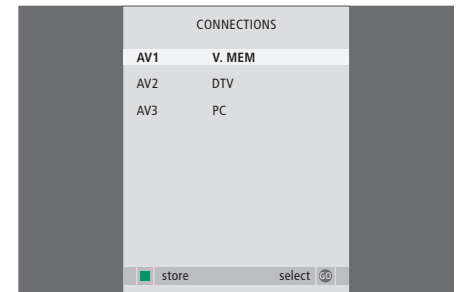 CONNECTIONS
AV1 V. MEM
AV2 DTV
AV3 PC
store select GO